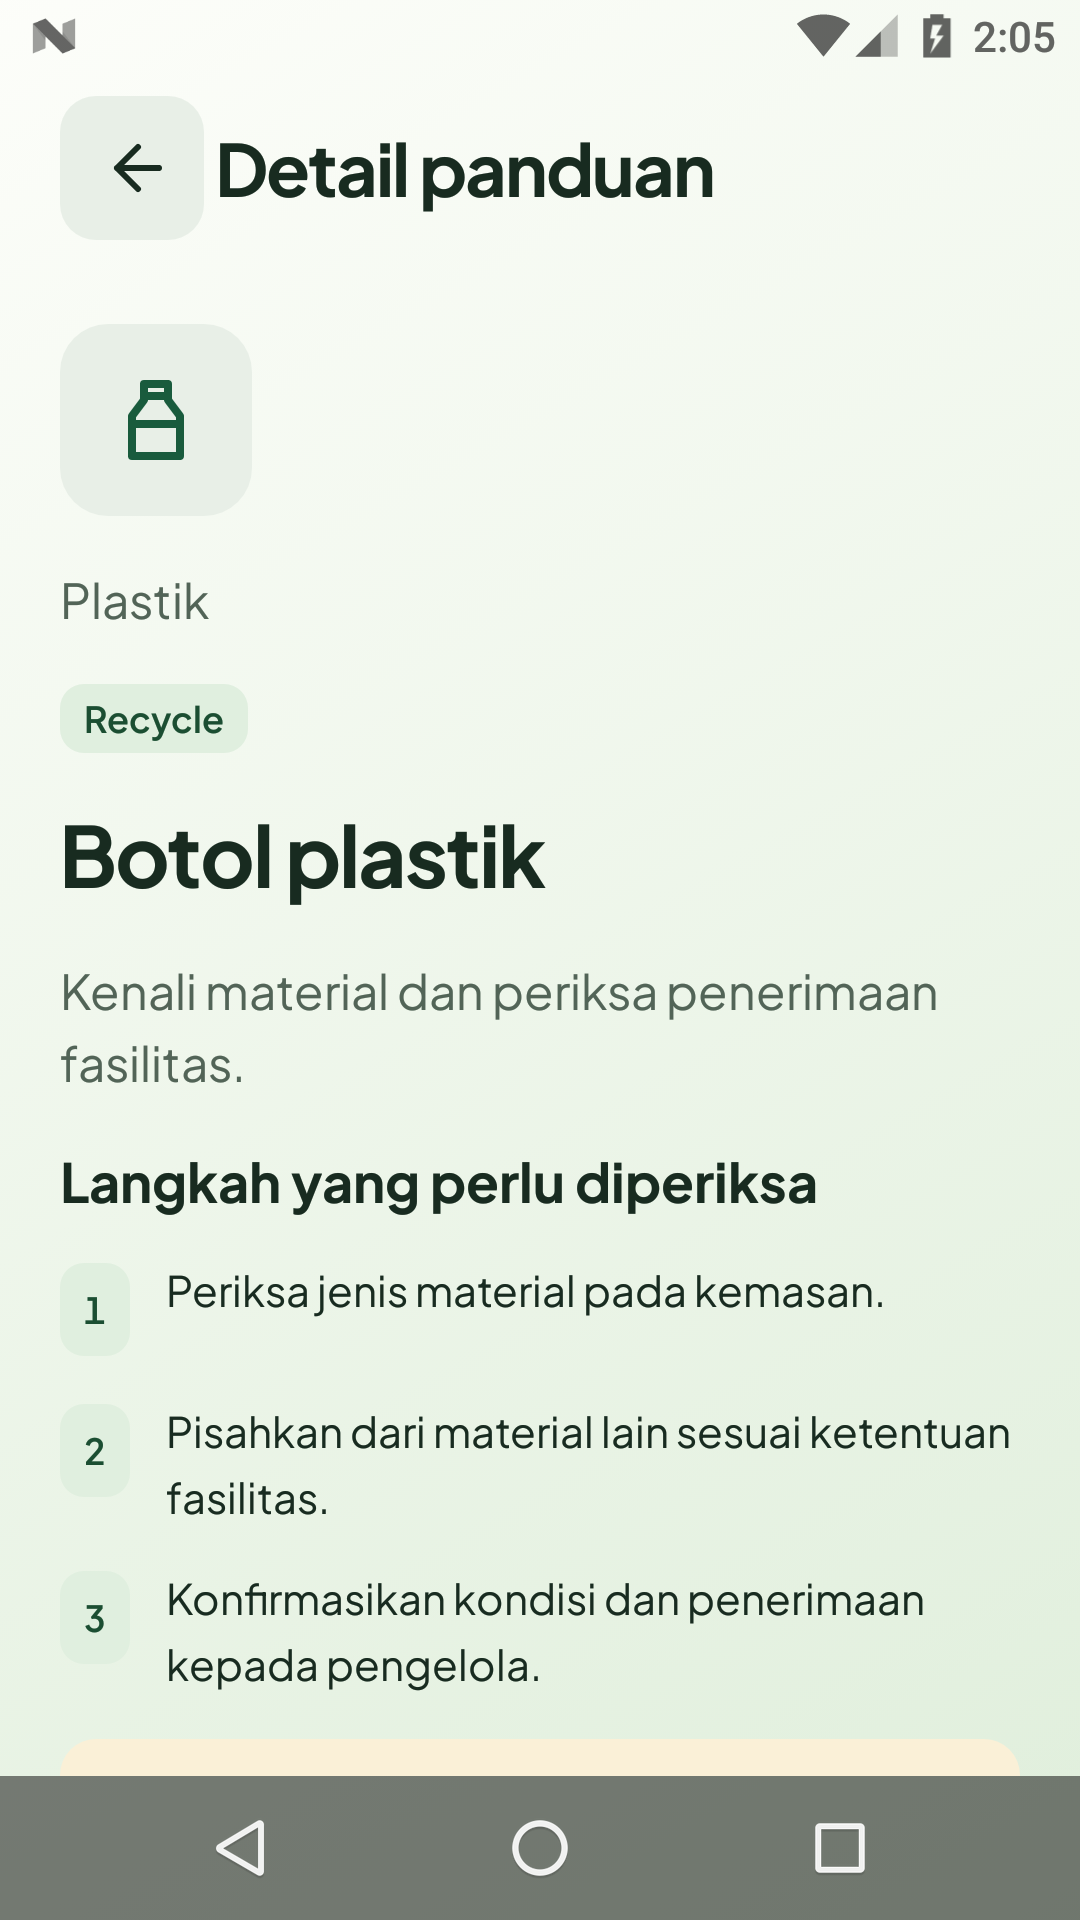 2:05
Detail panduan
Plastik
Recycle
Botol plastik
Kenali material dan periksa penerimaan
fasilitas.
Langkah yang perlu diperiksa
1 Periksa jenis material pada kemasan.
2 Pisahkan dari material lain sesuai ketentuan
fasilitas.
3 Konfirmasikan kondisi dan penerimaan
kepada pengelola.